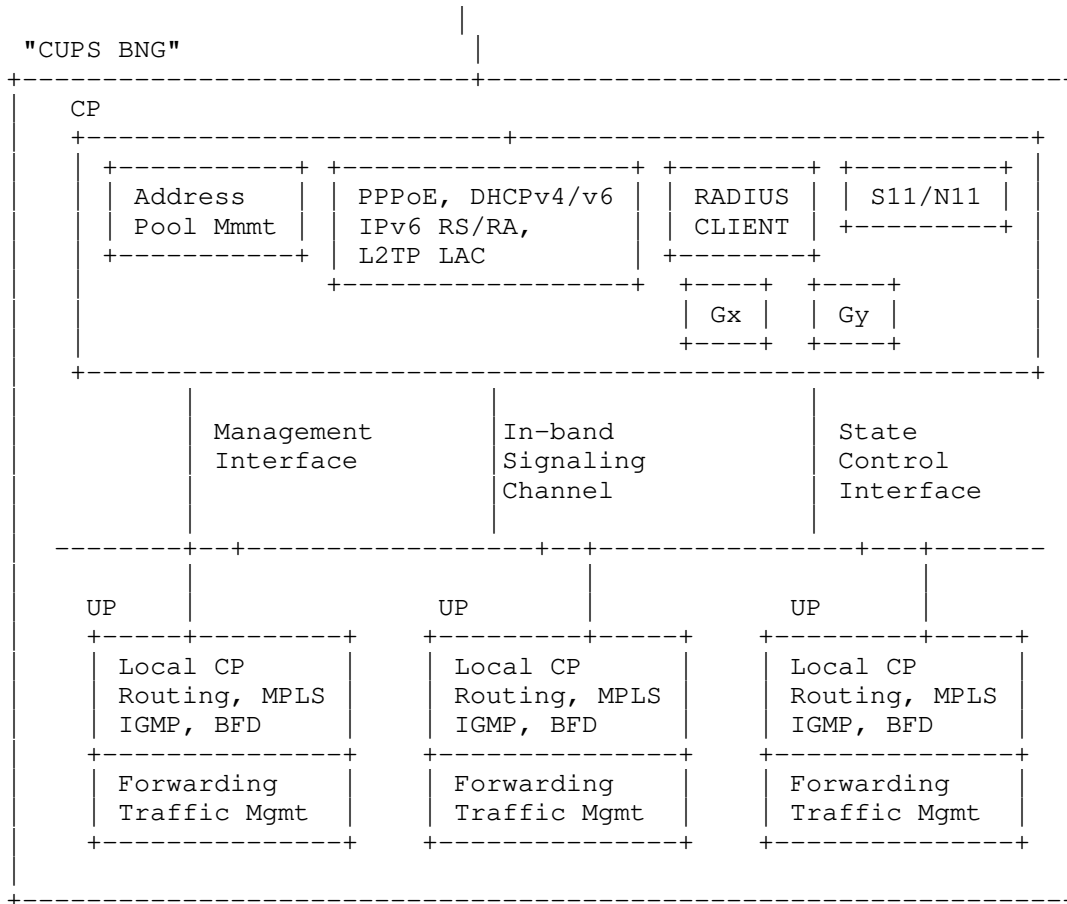 "CUPS BNG"
CP
Address PPPoE, DHCPv4/v6 RADIUS S11/N11
Pool Mmmt IPv6 RS/RA, CLIENT
L2TP LAC
Gx Gy
Management In-band State
Interface Signaling Control
Channel Interface
UP UP UP
Local CP Local CP Local CP
Routing, MPLS Routing, MPLS Routing, MPLS
IGMP, BFD IGMP, BFD IGMP, BFD
Forwarding Forwarding Forwarding
Traffic Mgmt Traffic Mgmt Traffic Mgmt